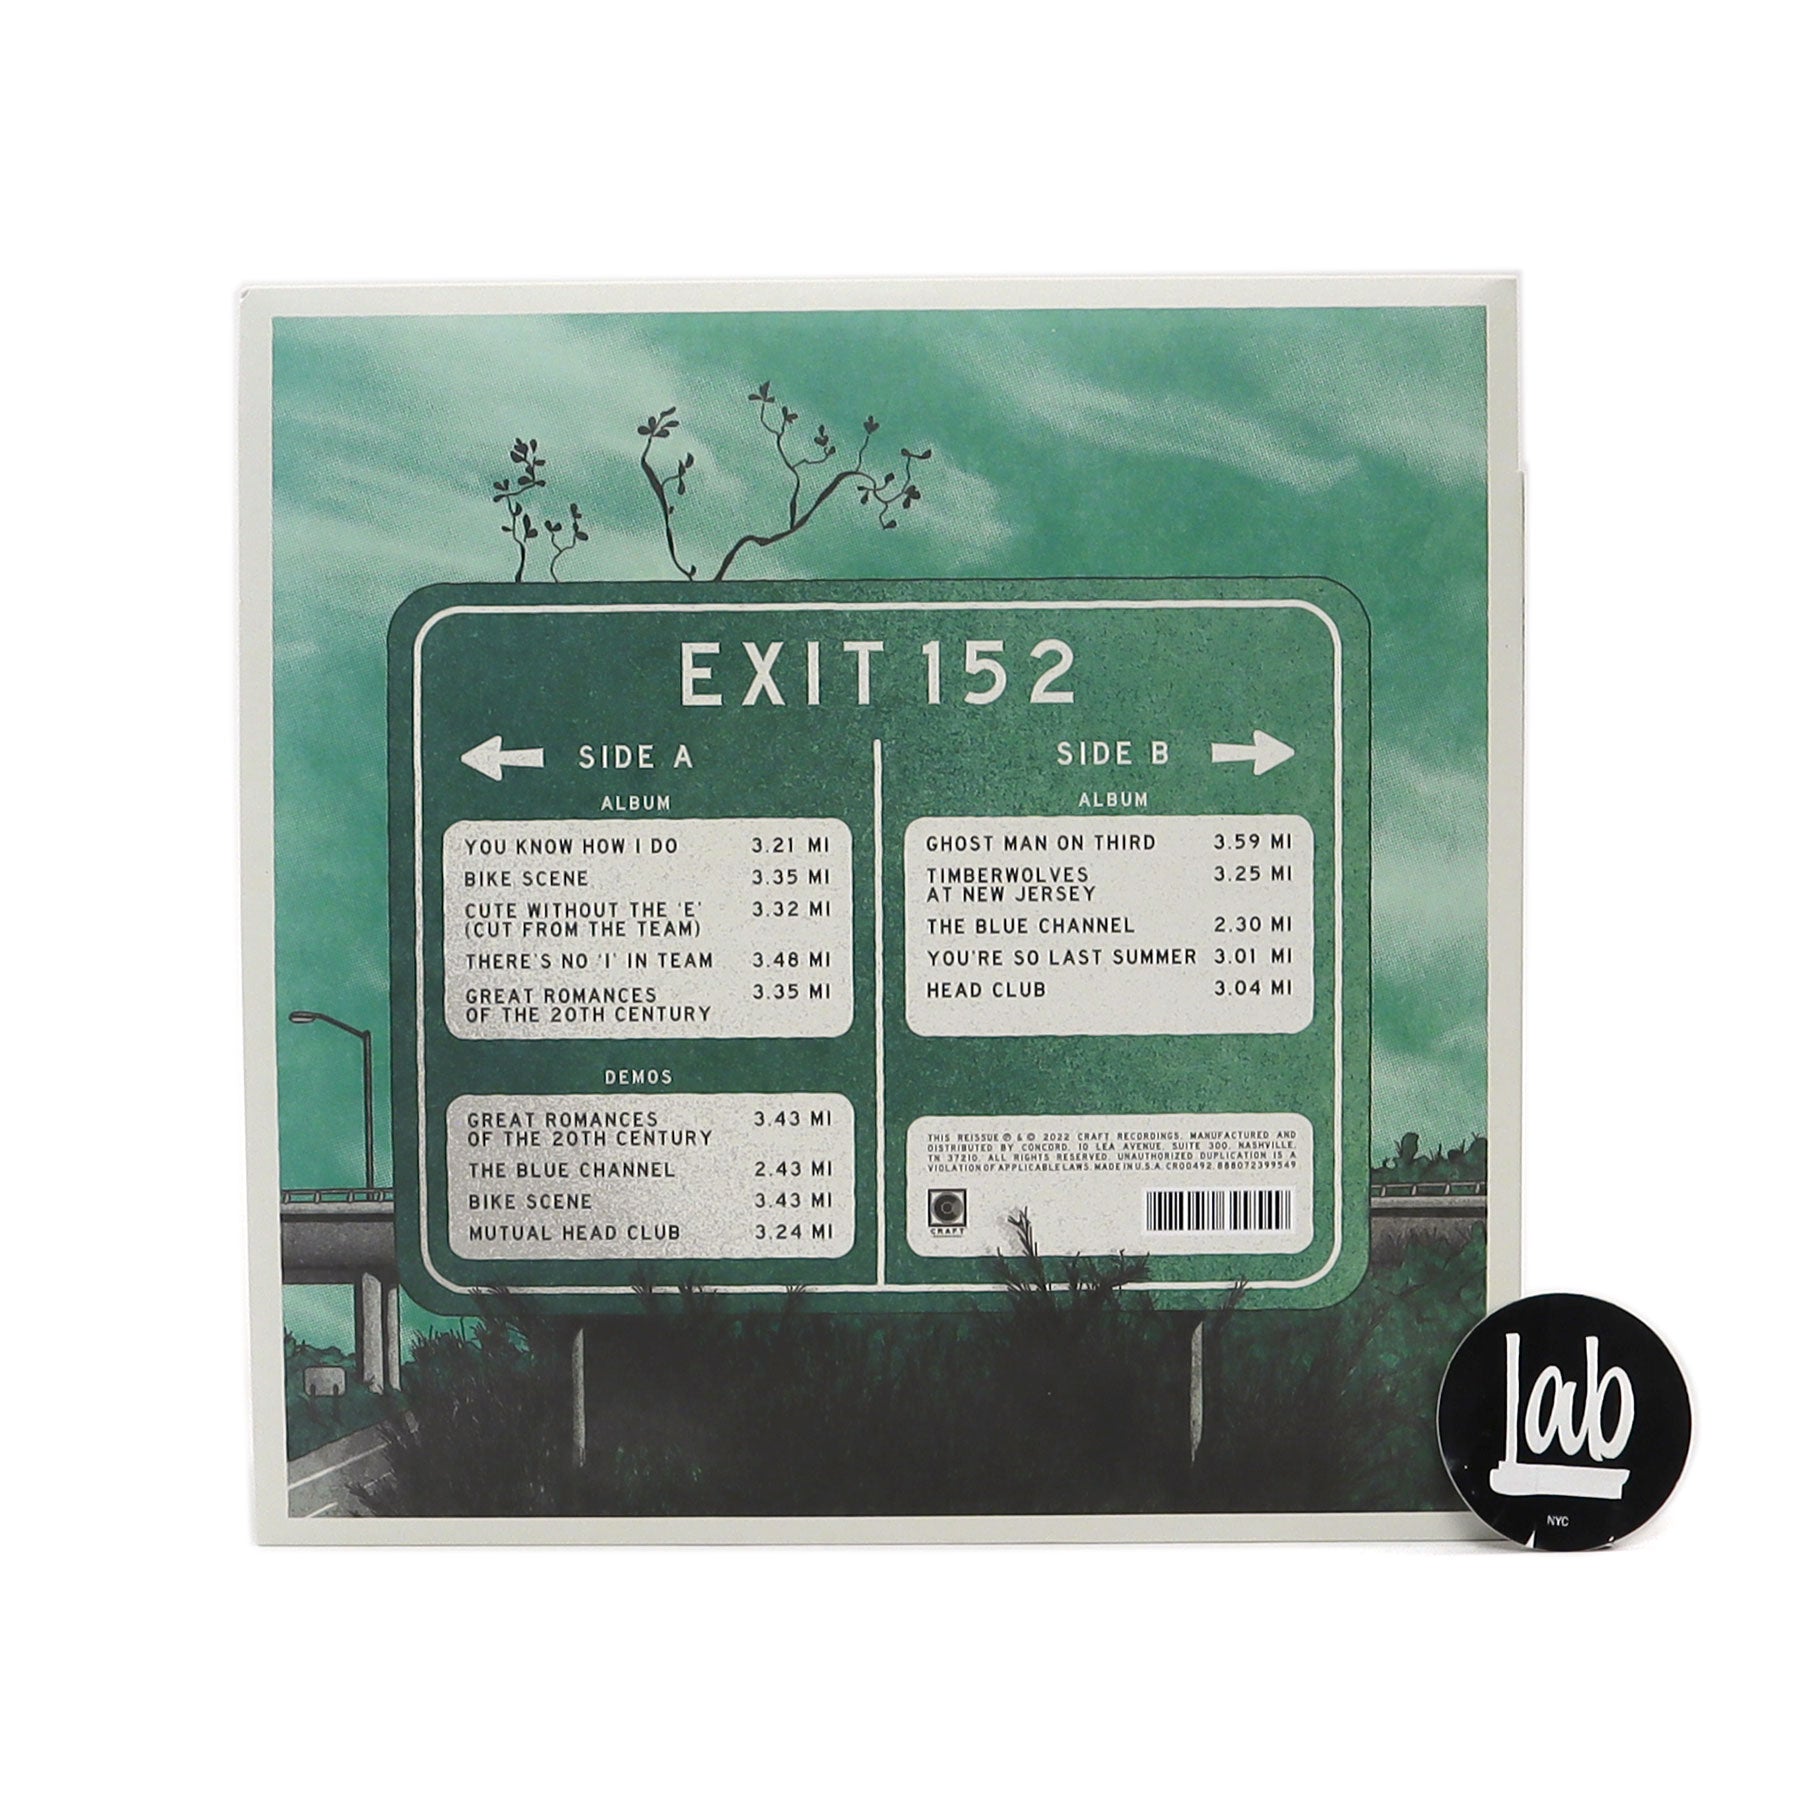 EXIT 152
SIDE A
ALBUM
YOU KNOW HOW I DO 3.21 MI
BIKE SCENE 3.35 MI
CUTE WITHOUT THE 'E' 3.32 MI
(CUT FROM THE TEAM)
THERE'S NO 'I' IN TEAM 3.48 MI
GREAT ROMANCES 3.35 MI
OF THE 20TH CENTURY
DEMOS
GREAT ROMANCES 3.43 MI
OF THE 20TH CENTURY
THE BLUE CHANNEL 2.43 MI
BIKE SCENE 3.43 MI
MUTUAL HEAD CLUB 3.24 MI
SIDE B
ALBUM
GHOST MAN ON THIRD 3.59 MI
TIMBERWOLVES 3.25 MI
AT NEW JERSEY
THE BLUE CHANNEL 2.30 MI
YOU'RE SO LAST SUMMER 3.01 MI
HEAD CLUB 3.04 MI
THIS REISSUE ℗ & © 2022 CRAFT RECORDINGS. MANUFACTURED AND
DISTRIBUTED BY CONCORD, 10 LEA AVENUE, SUITE 300, NASHVILLE,
TN 37210. ALL RIGHTS RESERVED. UNAUTHORIZED DUPLICATION IS A
VIOLATION OF APPLICABLE LAWS. MADE IN U.S.A. CR00492. 888072399549
CRAFT
Lab
NYC